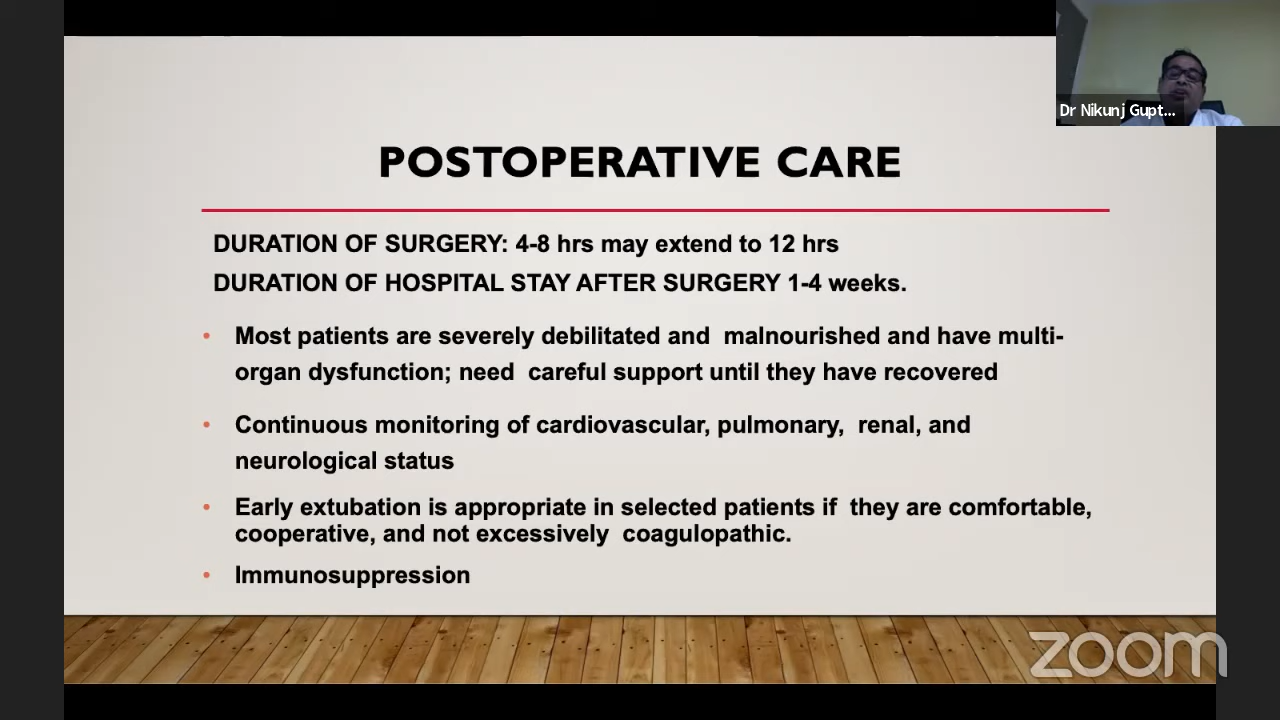 Dr Nikunj Gupt...
POSTOPERATIVE CARE
DURATION OF SURGERY: 4-8 hrs may extend to 12 hrs
DURATION OF HOSPITAL STAY AFTER SURGERY 1-4 weeks.
• Most patients are severely debilitated and malnourished and have multi-
organ dysfunction; need careful support until they have recovered
• Continuous monitoring of cardiovascular, pulmonary, renal, and
neurological status
• Early extubation is appropriate in selected patients if they are comfortable,
cooperative, and not excessively coagulopathic.
• Immunosuppression
zoom